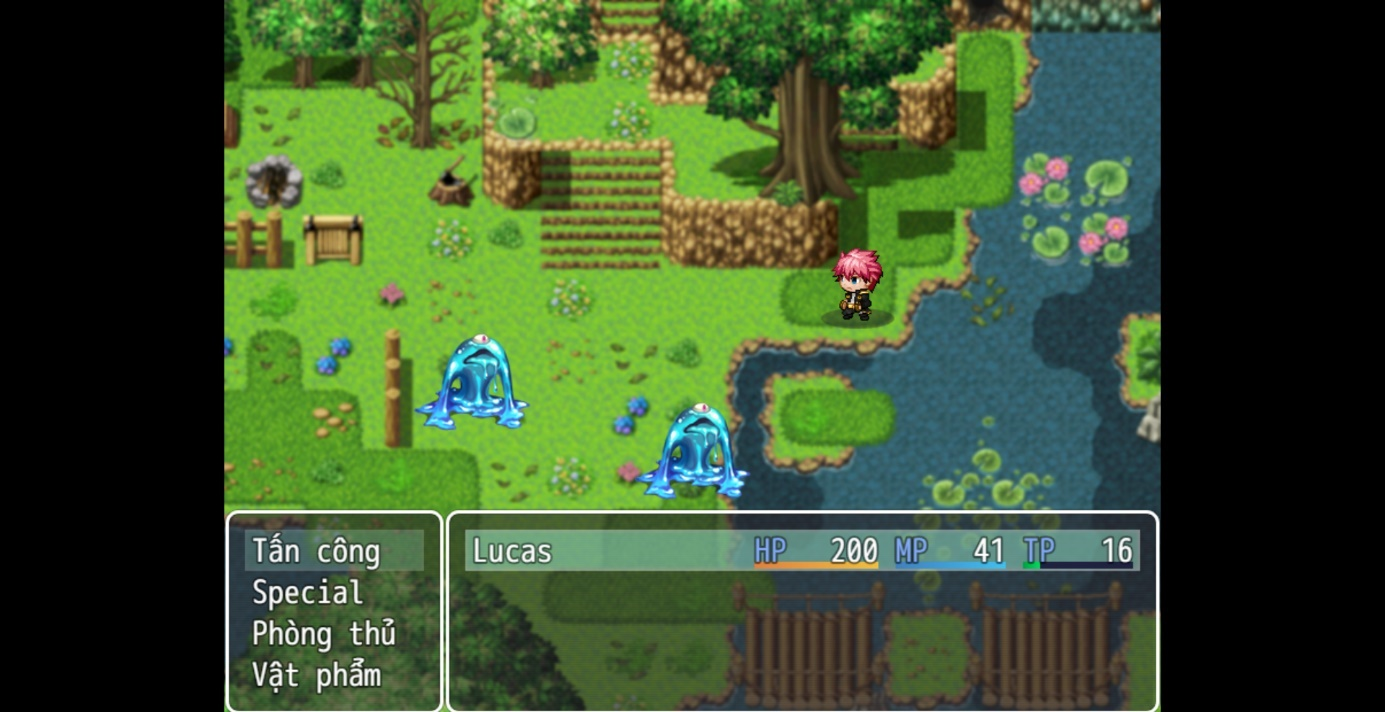 Tấn công
Special
Phòng thủ
Vật phẩm
Lucas HP 200 MP 41 TP 16